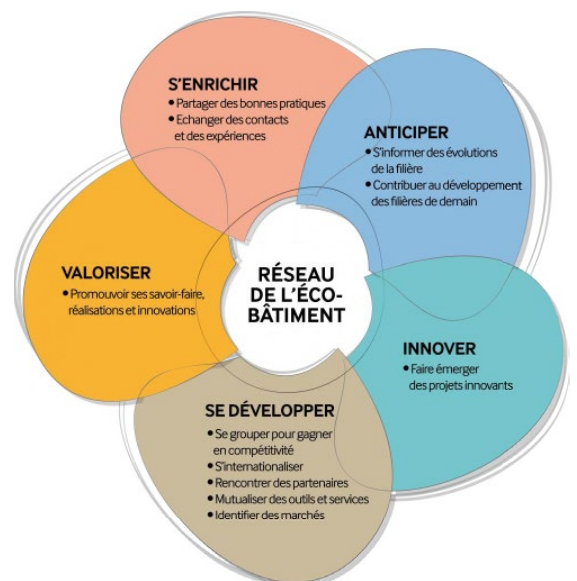 S'ENRICHIR
• Partager des bonnes pratiques
• Echanger des contacts
et des expériences
ANTICIPER
• S'informer des évolutions
de la filière
• Contribuer au développement
des filières de demain
VALORISER
• Promouvoir ses savoir-faire,
réalisations et innovations
RÉSEAU
DE L'ÉCO-
BÂTIMENT
INNOVER
• Faire émerger
des projets innovants
SE DÉVELOPPER
• Se grouper pour gagner
en compétitivité
• S'internationaliser
• Rencontrer des partenaires
• Mutualiser des outils et services
• Identifier des marchés